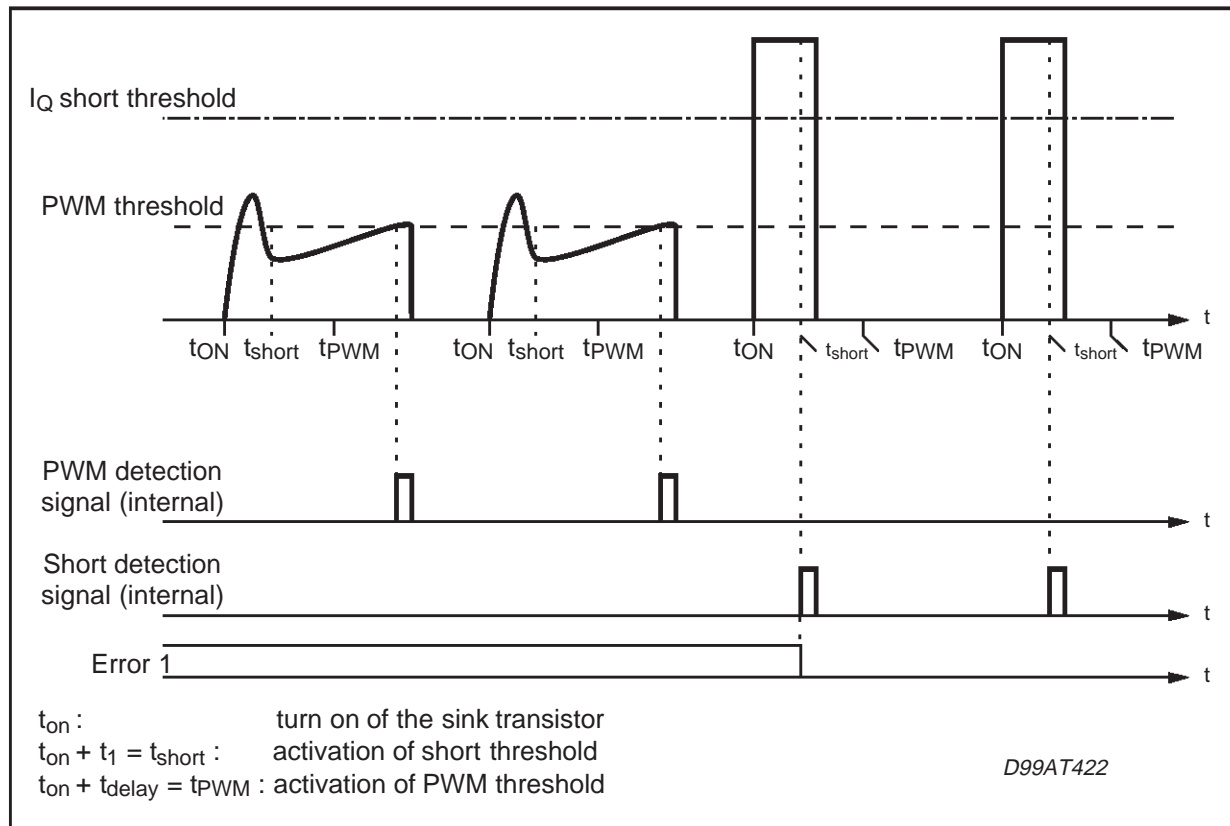 IQ short threshold
PWM threshold
t
tON tshort tPWM tON tshort tPWM tON tshort tPWM tON tshort tPWM
PWM detection
signal (internal)
t
Short detection
signal (internal)
t
Error 1
t
ton : turn on of the sink transistor
ton + t1 = tshort : activation of short threshold
ton + tdelay = tPWM : activation of PWM threshold
D99AT422